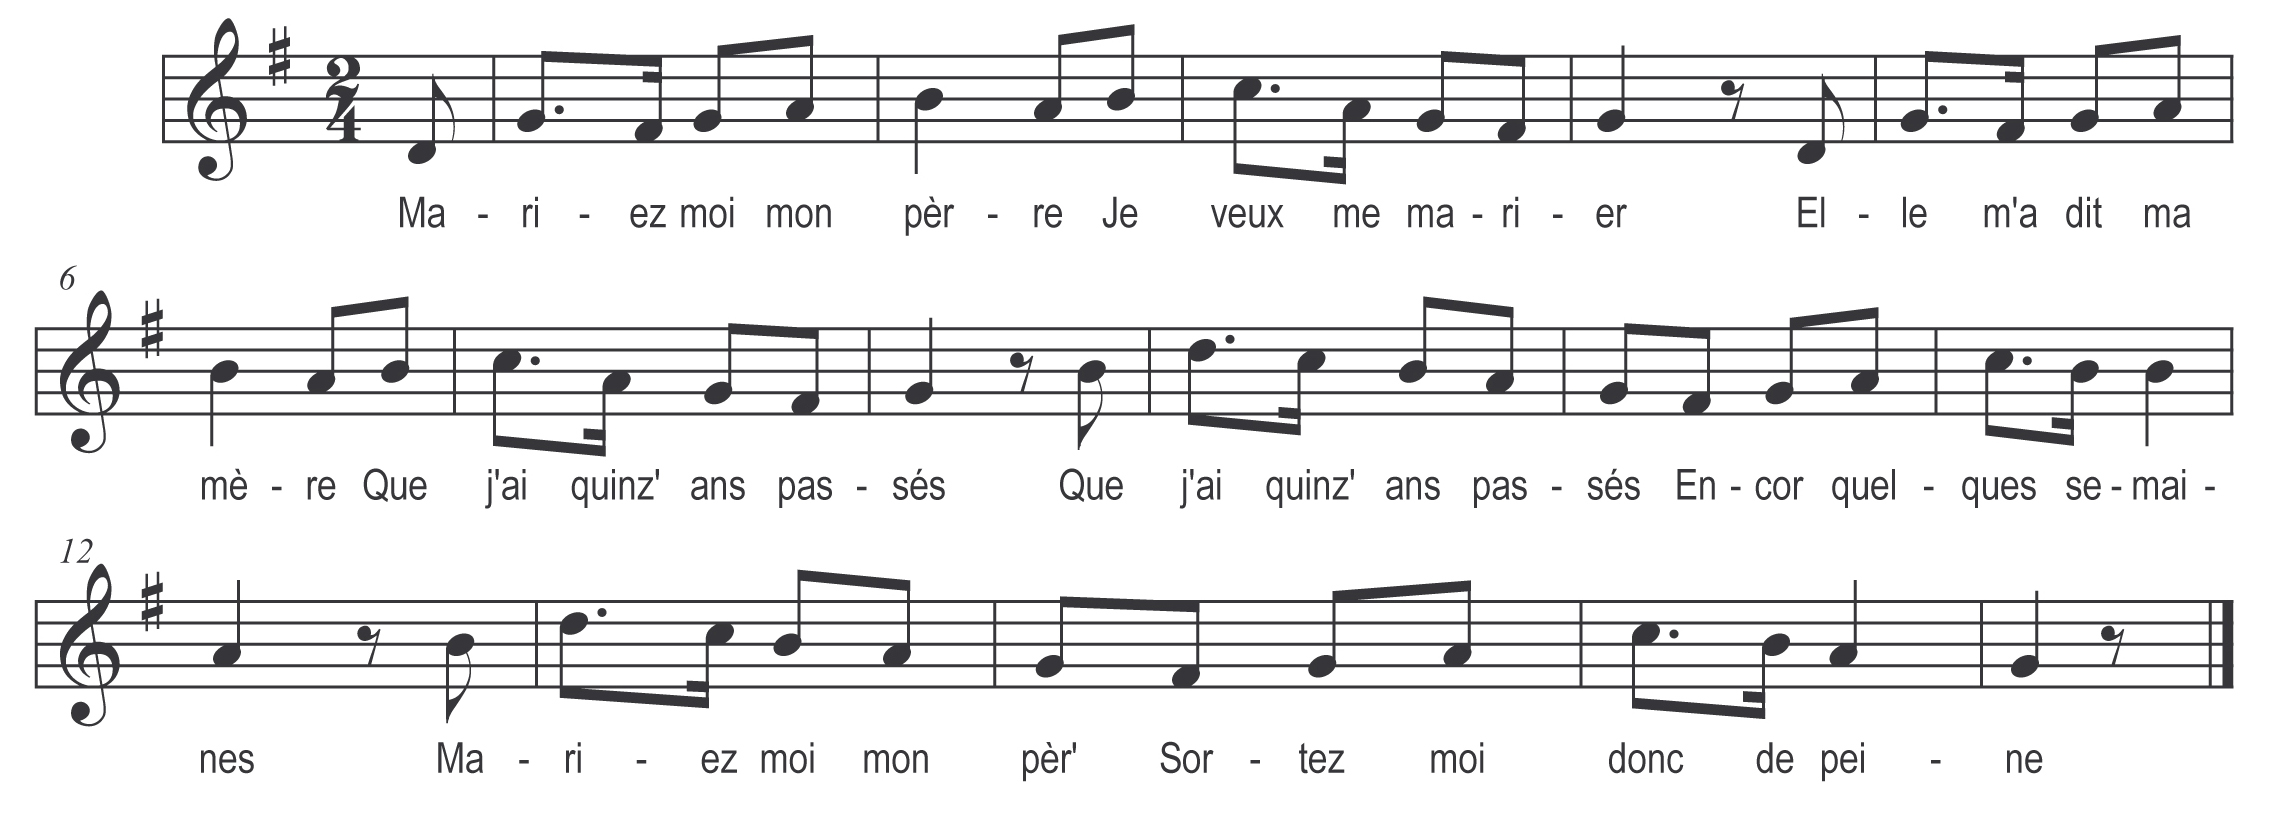 2
4
Ma - ri - ez moi mon pèr - re Je veux me ma - ri - er El - le m'a dit ma
6
mè - re Que j'ai quinz' ans pas - sés Que j'ai quinz' ans pas - sés En - cor quel - ques se - mai -
12
nes Ma - ri - ez moi mon pèr' Sor - tez moi donc de pei - ne